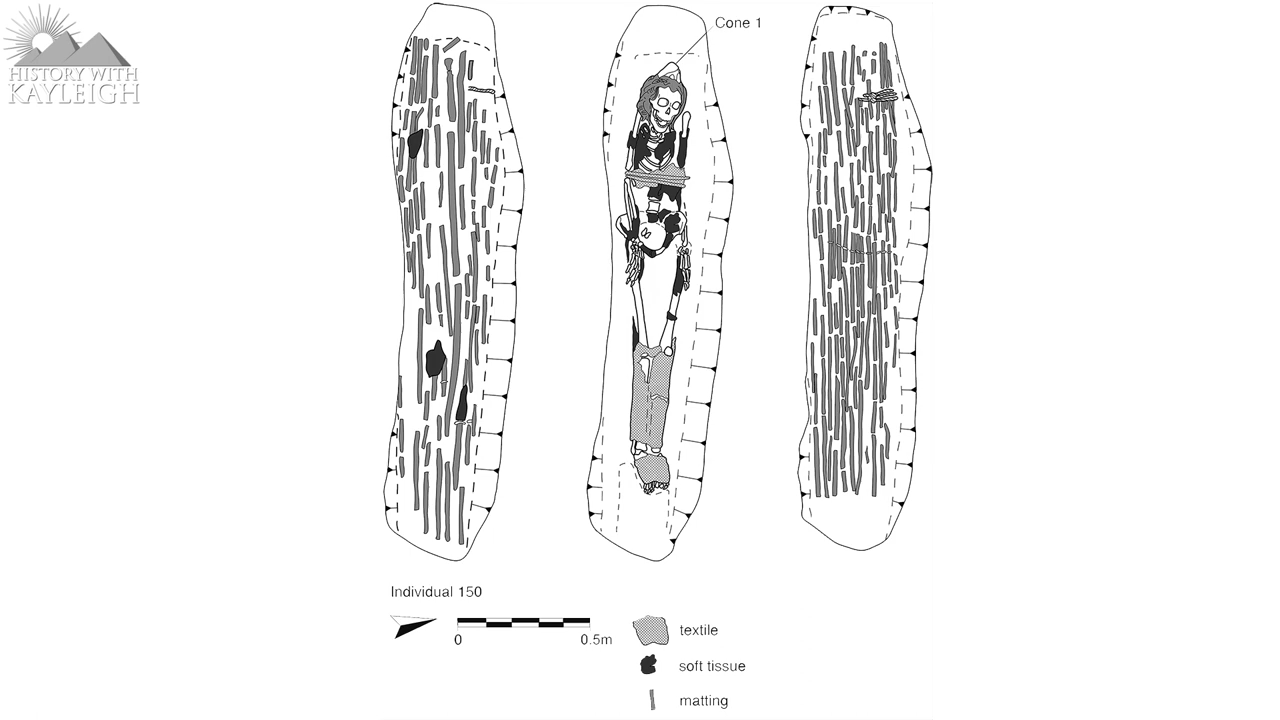 HISTORY WITH
KAYLEIGH
Cone 1
Individual 150
0
0.5m
textile
soft tissue
matting